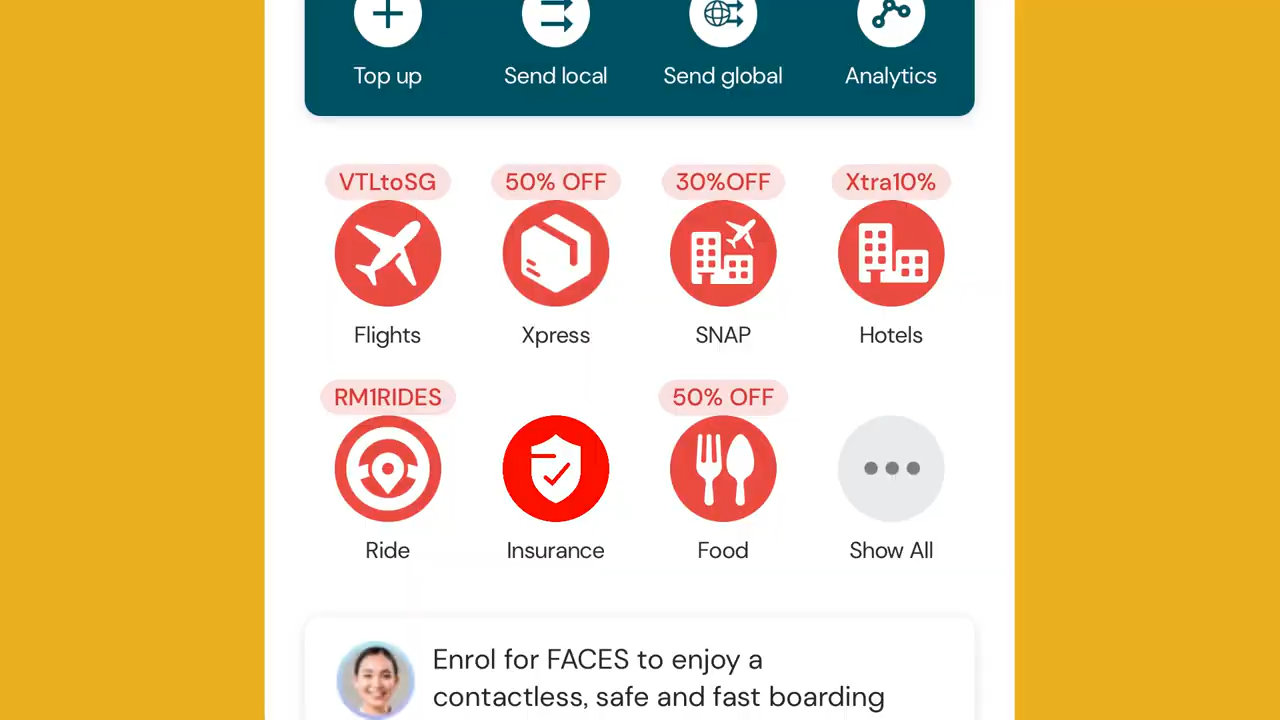 Top up Send local Send global Analytics
VTLtoSG 50% OFF 30%OFF Xtra10%
Flights Xpress SNAP Hotels
RM1RIDES 50% OFF
Ride Insurance Food Show All
Enrol for FACES to enjoy a
contactless, safe and fast boarding